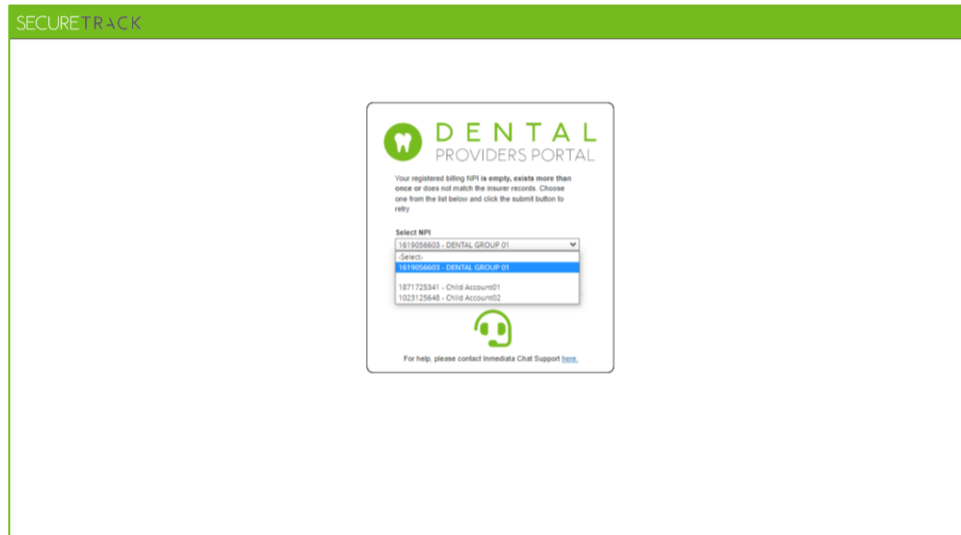 SECURETRACK
DENTAL
PROVIDERS PORTAL
Your registered billing NPI is empty, exists more than
once or does not match the insurer records. Choose
one from the list below and click the submit button to
retry
Select NPI
1619056603 - DENTAL GROUP 01
-Select-
1619056603 - DENTAL GROUP 01
1871725341 - Child Account01
1023125648 - Child Account02
For help, please contact Inmediata Chat Support here.